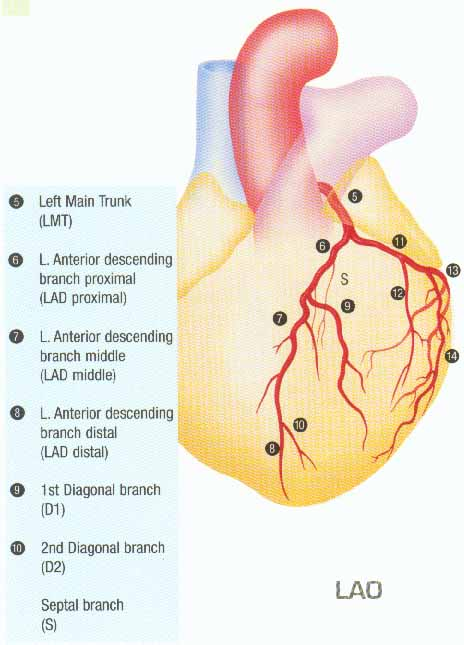 5 Left Main Trunk
(LMT)
6 L. Anterior descending
branch proximal
(LAD proximal)
7 L. Anterior descending
branch middle
(LAD middle)
8 L. Anterior descending
branch distal
(LAD distal)
9 1st Diagonal branch
(D1)
10 2nd Diagonal branch
(D2)
Septal branch
(S)
5
6
11
13
S
12
9
7
14
10
8
LAO